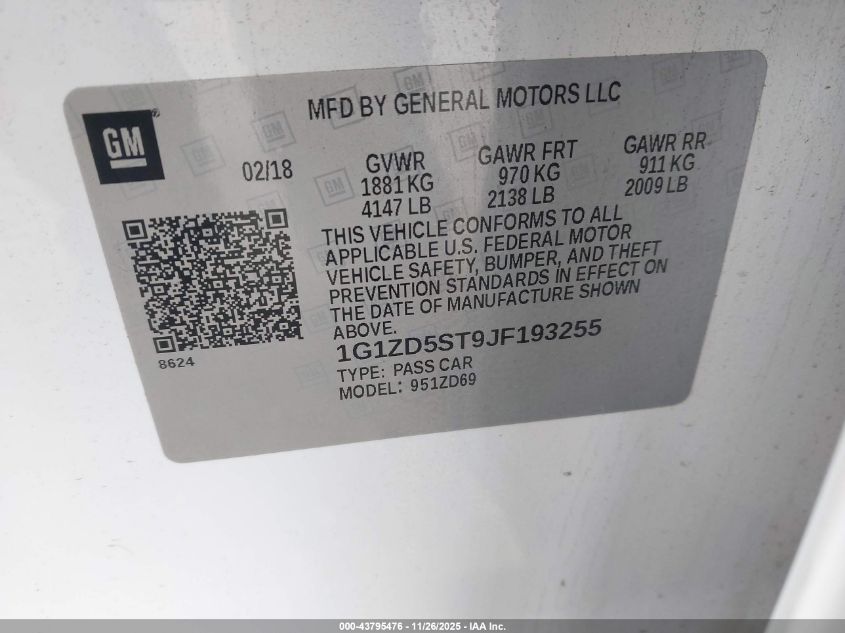 MFD BY GENERAL MOTORS LLC
GM®
02/18
GVWR
1881 KG
4147 LB
GAWR FRT
970 KG
2138 LB
GAWR RR
911 KG
2009 LB
THIS VEHICLE CONFORMS TO ALL
APPLICABLE U.S. FEDERAL MOTOR
VEHICLE SAFETY, BUMPER, AND THEFT
PREVENTION STANDARDS IN EFFECT ON
THE DATE OF MANUFACTURE SHOWN
ABOVE.
8624
1G1ZD5ST9JF193255
TYPE: PASS CAR
MODEL: 951ZD69
000-43795476 - 11/26/2025 - IAA Inc.